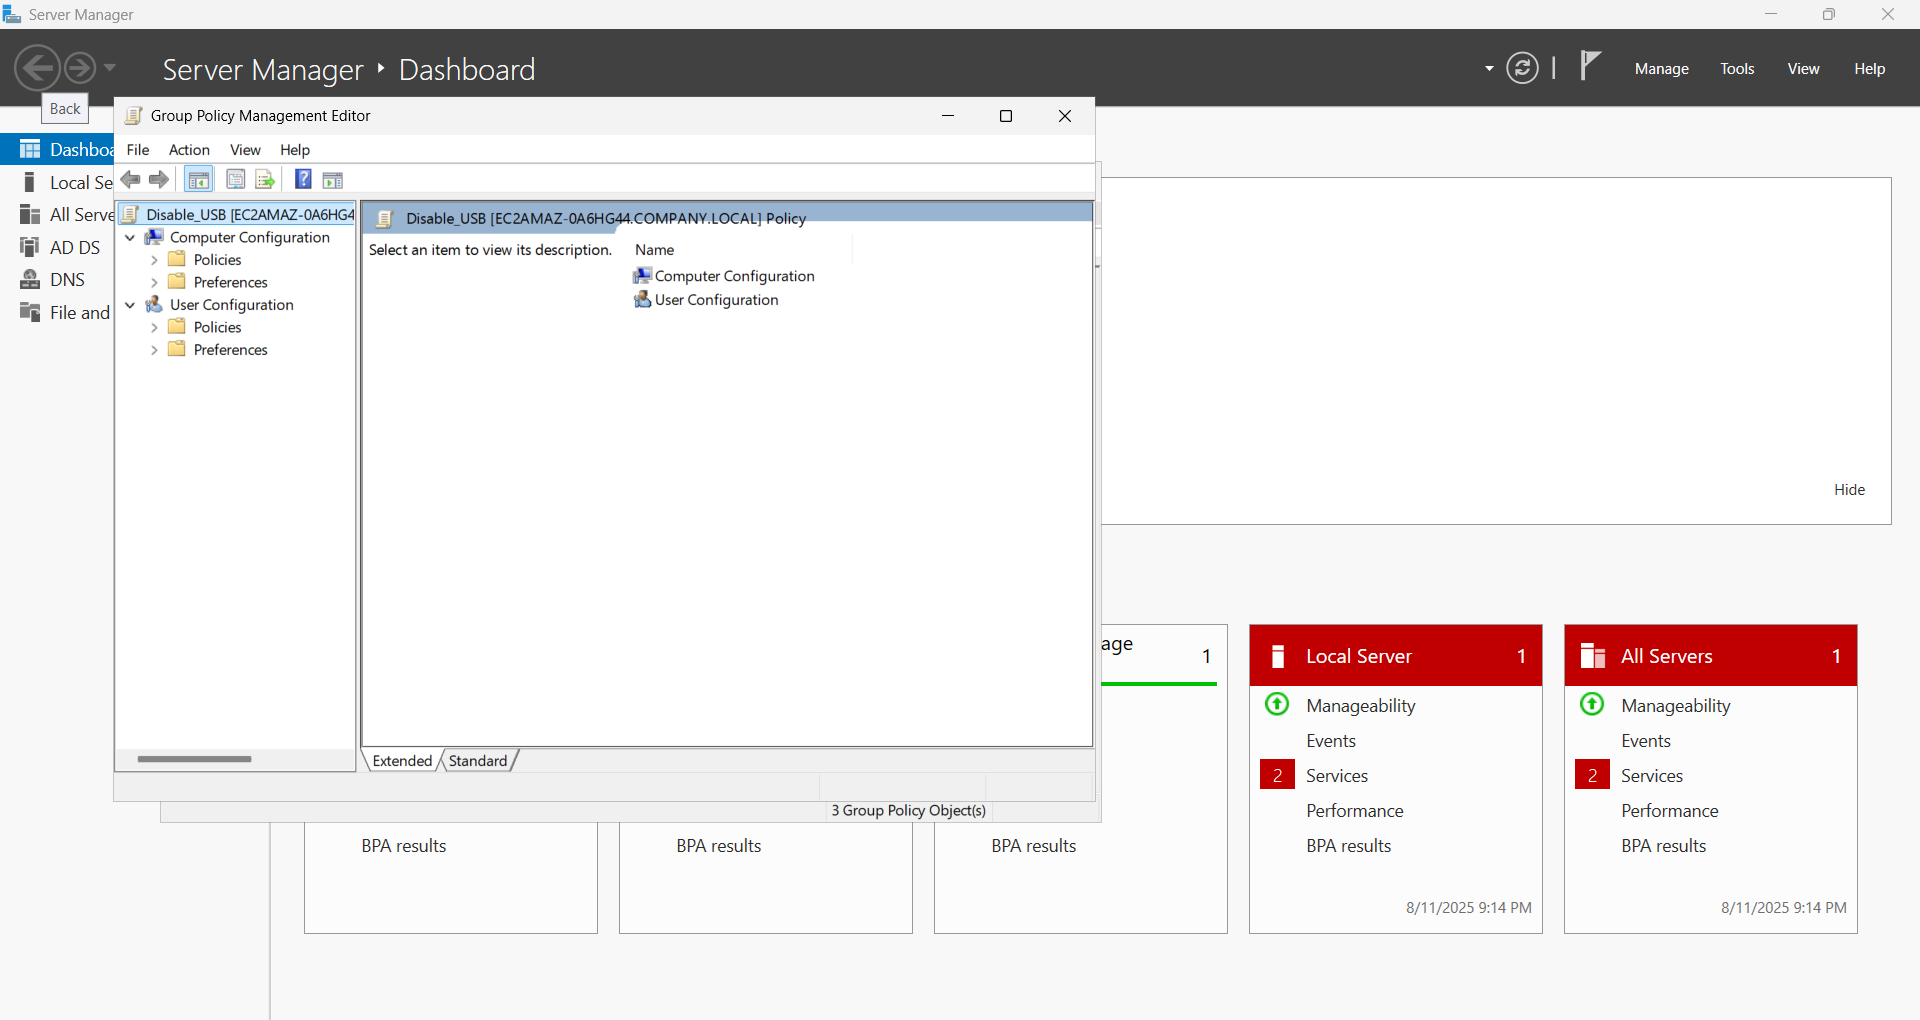 Server Manager
Server Manager ‣ Dashboard
Manage Tools View Help
Back
Group Policy Management Editor
File Action View Help
Dashboa
Local Se
All Serve
AD DS
DNS
File and
Disable_USB [EC2AMAZ-0A6HG4
Computer Configuration
Policies
Preferences
User Configuration
Policies
Preferences
Disable_USB [EC2AMAZ-0A6HG44.COMPANY.LOCAL] Policy
Select an item to view its description.
Name
Computer Configuration
User Configuration
Hide
Extended Standard
3 Group Policy Object(s)
BPA results
BPA results
age 1
BPA results
Local Server 1
Manageability
Events
2 Services
Performance
BPA results
8/11/2025 9:14 PM
All Servers 1
Manageability
Events
2 Services
Performance
BPA results
8/11/2025 9:14 PM